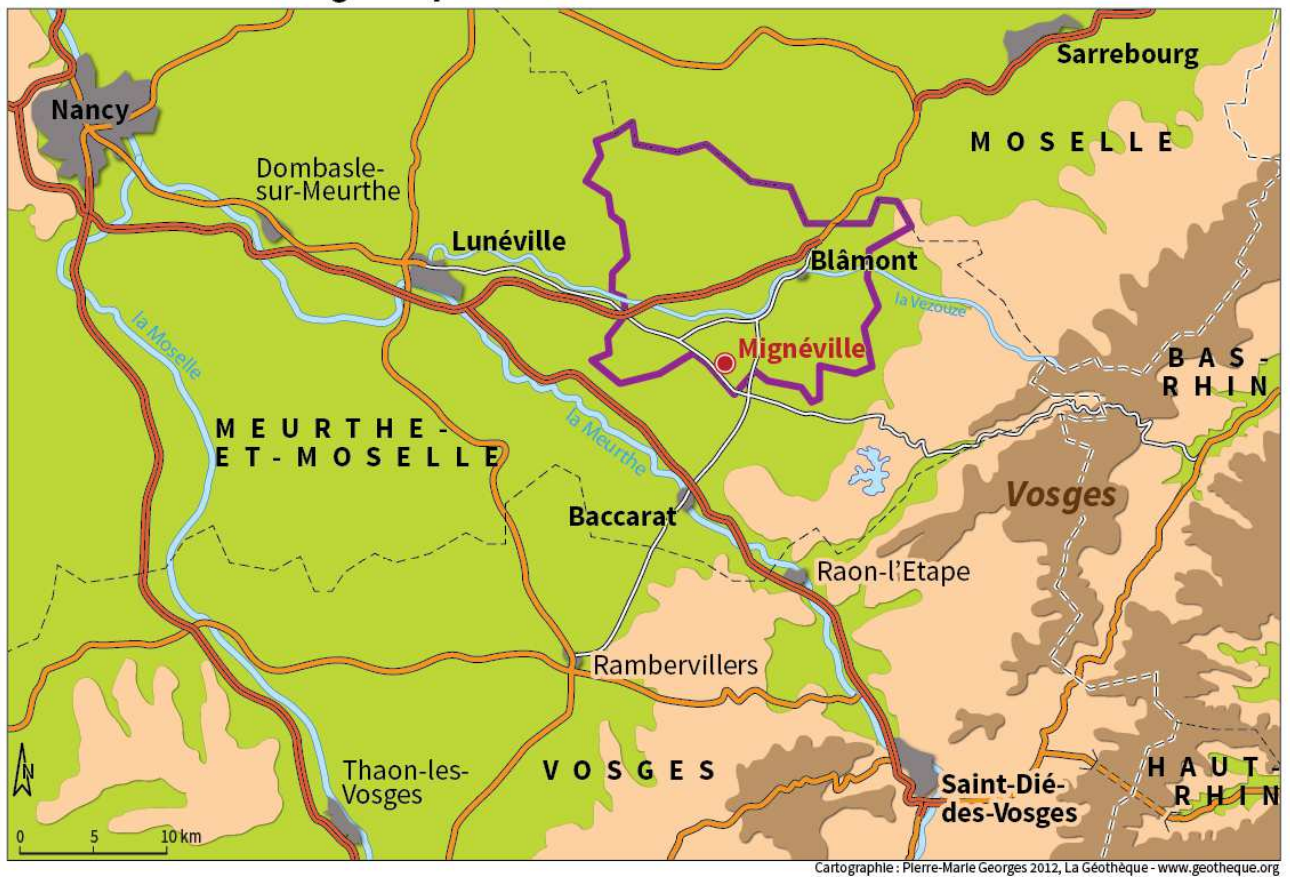 Sarrebourg
Nancy
MOSELLE
Dombasle-
sur-Meurthe
Lunéville
Blâmont
la Vezouze
la Moselle
Mignéville
BAS-
RHIN
MEURTHE-
ET-MOSELLE
la Meurthe
Vosges
Baccarat
Raon-l'Etape
Rambervillers
VOSGES
Thaon-les-
Vosges
HAUT-
RHIN
Saint-Dié-
des-Vosges
N
0 5 10 km
Cartographie : Pierre-Marie Georges 2012, La Géothèque - www.geotheque.org